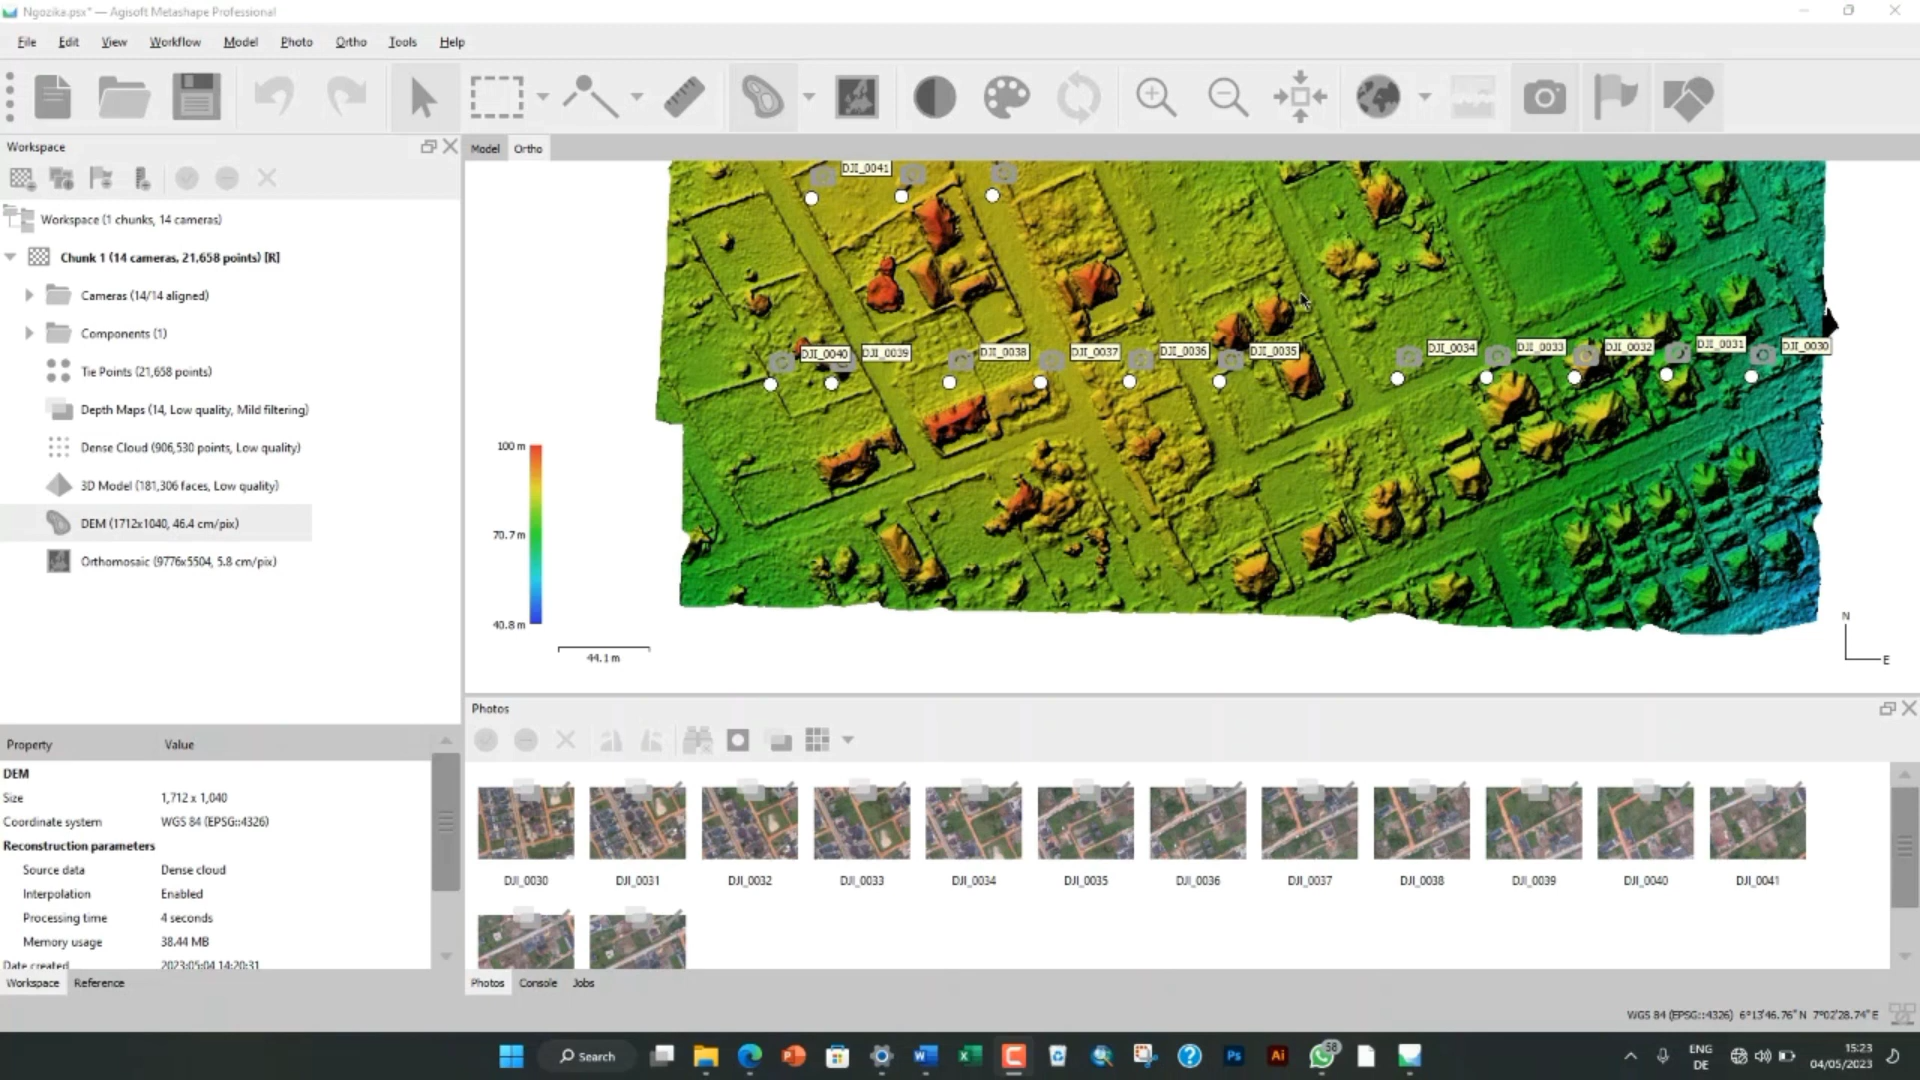 Ngozika.psx* — Agisoft Metashape Professional
File Edit View Workflow Model Photo Ortho Tools Help
Workspace
Model Ortho
Workspace (1 chunks, 14 cameras)
Chunk 1 (14 cameras, 21,658 points) [R]
Cameras (14/14 aligned)
Components (1)
Tie Points (21,658 points)
Depth Maps (14, Low quality, Mild filtering)
Dense Cloud (906,530 points, Low quality)
3D Model (181,306 faces, Low quality)
DEM (1712x1040, 46.4 cm/pix)
Orthomosaic (9776x5504, 5.8 cm/pix)
DJI_0041
DJI_0040 DJI_0039 DJI_0038 DJI_0037 DJI_0036 DJI_0035 DJI_0034 DJI_0033 DJI_0032 DJI_0031 DJI_0030
100 m
70.7 m
40.8 m
44.1 m
N
E
Property Value
DEM
Size 1,712 x 1,040
Coordinate system WGS 84 (EPSG::4326)
Reconstruction parameters
Source data Dense cloud
Interpolation Enabled
Processing time 4 seconds
Memory usage 38.44 MB
Date created 2023:05:04 14:20:31
Workspace Reference
Photos
DJI_0030 DJI_0031 DJI_0032 DJI_0033 DJI_0034 DJI_0035 DJI_0036 DJI_0037 DJI_0038 DJI_0039 DJI_0040 DJI_0041
Photos Console Jobs
WGS 84 (EPSG::4326) 6°13'46.76" N 7°02'28.74" E
Search
Ps
Ai
58
ENG
DE
15:23
04/05/2023